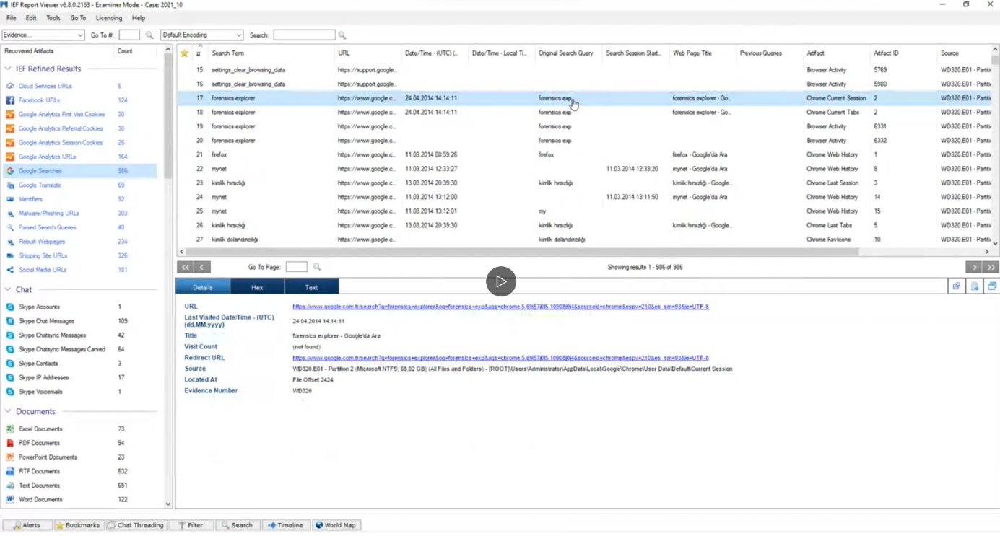 IEF Report Viewer v6.8.0.2163 - Examiner Mode - Case: 2021_10
File Edit Tools Go To Licensing Help
Evidence... Go To #: Default Encoding Search:
Recovered Artifacts Count
IEF Refined Results
Cloud Services URLs 6
Facebook URLs 124
Google Analytics First Visit Cookies 30
Google Analytics Referral Cookies 30
Google Analytics Session Cookies 26
Google Analytics URLs 164
Google Searches 986
Google Translate 69
Identifiers 92
Malware/Phishing URLs 303
Parsed Search Queries 40
Rebuilt Webpages 234
Shipping Site URLs 326
Social Media URLs 181
Chat
Skype Accounts 1
Skype Chat Messages 109
Skype Chatsync Messages 42
Skype Chatsync Messages Carved 64
Skype Contacts 3
Skype IP Addresses 17
Skype Voicemails 1
Documents
Excel Documents 73
PDF Documents 94
PowerPoint Documents 23
RTF Documents 632
Text Documents 651
Word Documents 122
# Search Term URL Date/Time - (UTC) (... Date/Time - Local Ti... Original Search Query Search Session Start... Web Page Title Previous Queries Artifact Artifact ID Source
15 settings_clear_browsing_data https://support.google... Browser Activity 5769 WD320.E01 - Partiti
16 settings_clear_browsing_data https://support.google... Browser Activity 5980 WD320.E01 - Partiti
17 forensics explorer https://www.google.c... 24.04.2014 14:14:11 forensics exp forensics explorer - Go... Chrome Current Session 2 WD320.E01 - Partiti
18 forensics explorer https://www.google.c... 24.04.2014 14:14:11 forensics exp forensics explorer - Go... Chrome Current Tabs 2 WD320.E01 - Partiti
19 forensics explorer https://www.google.c... forensics exp Browser Activity 6331 WD320.E01 - Partiti
20 forensics explorer https://www.google.c... forensics exp Browser Activity 6332 WD320.E01 - Partiti
21 firefox https://www.google.c... 11.03.2014 08:59:26 firefox firefox - Google'da Ara Chrome Web History 1 WD320.E01 - Partiti
22 mynet https://www.google.c... 11.03.2014 12:33:27 11.03.2014 12:33:20 mynet - Google'da Ara Chrome Web History 8 WD320.E01 - Partiti
23 kimlik hırsızlığı https://www.google.c... 13.03.2014 20:39:30 kimlik hırsızlığı kimlik hırsızlığı - Google... Chrome Last Session 3 WD320.E01 - Partiti
24 mynet https://www.google.c... 11.03.2014 13:12:00 11.03.2014 13:11:50 mynet - Google'da Ara Chrome Web History 14 WD320.E01 - Partiti
25 mynet https://www.google.c... 11.03.2014 13:12:01 my Chrome Web History 15 WD320.E01 - Partiti
26 kimlik hırsızlığı https://www.google.c... 13.03.2014 20:39:30 kimlik hırsızlığı kimlik hırsızlığı - Google... Chrome Last Tabs 5 WD320.E01 - Partiti
27 kimlik dolandırıcılığı https://www.google.c... kimlik dolandırıcılığı Chrome FavIcons 10 WD320.E01 - Partiti
Go To Page: Showing results 1 - 986 of 986
Details Hex Text
URL https://www.google.com.tr/search?q=forensics+explorer&oq=forensics+exp&aqs=chrome.5.69i57j0l5.10908j0j4&sourceid=chrome&espv=210&es_sm=93&ie=UTF-8
Last Visited Date/Time - (UTC) (dd.MM.yyyy) 24.04.2014 14:14:11
Title forensics explorer - Google'da Ara
Visit Count (not found)
Redirect URL https://www.google.com.tr/search?q=forensics+explorer&oq=forensics+exp&aqs=chrome.5.69i57j0l5.10908j0j4&sourceid=chrome&espv=210&es_sm=93&ie=UTF-8
Source WD320.E01 - Partition 2 (Microsoft NTFS, 68,02 GB) (All Files and Folders) - [ROOT]\Users\Administrator\AppData\Local\Google\Chrome\User Data\Default\Current Session
Located At File Offset 2424
Evidence Number WD320
Alerts Bookmarks Chat Threading Filter Search Timeline World Map